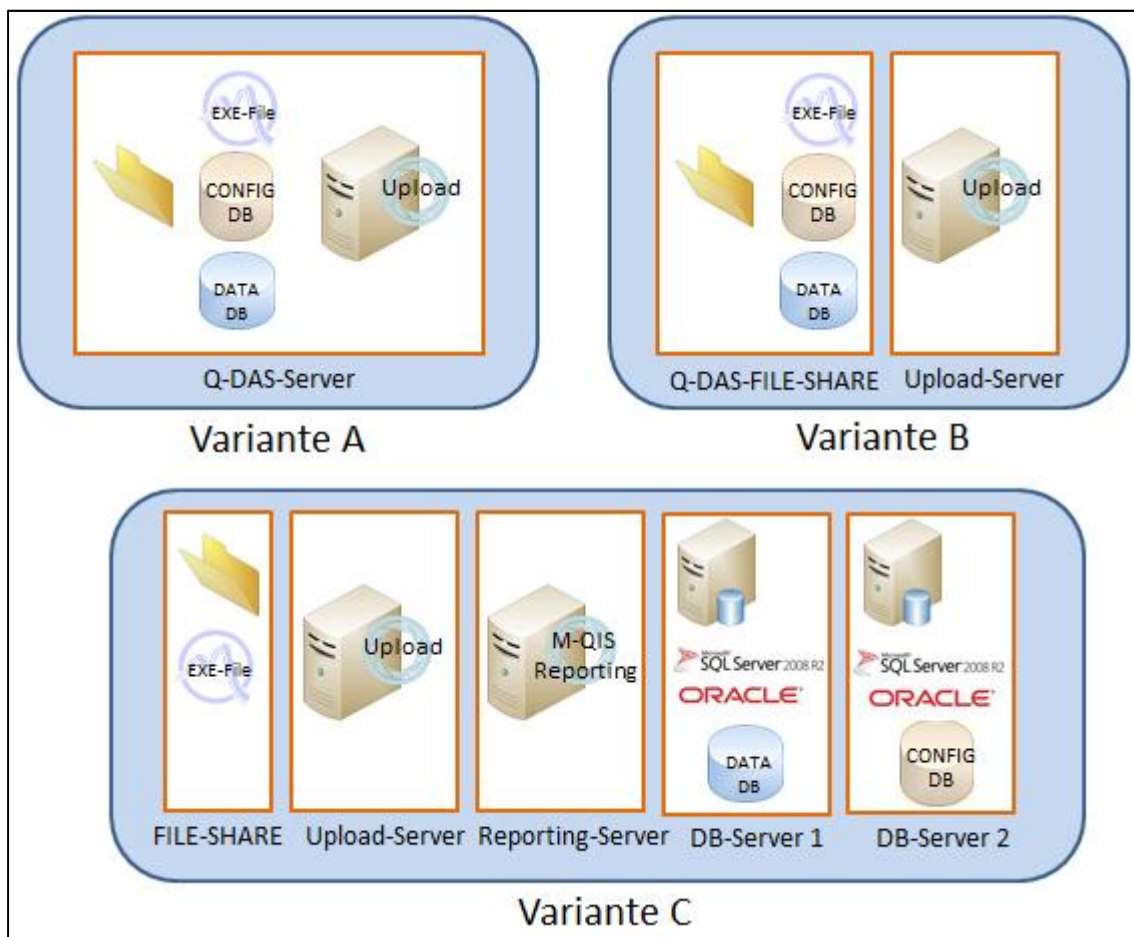 EXE-File
CONFIG
DB
DATA
DB
Upload
Q-DAS-Server
Variante A
EXE-File
CONFIG
DB
DATA
DB
Upload
Q-DAS-FILE-SHARE
Upload-Server
Variante B
EXE-File
FILE-SHARE
Upload
Upload-Server
M-QIS
Reporting
Reporting-Server
Microsoft
SQL Server 2008 R2
ORACLE
DATA
DB
DB-Server 1
Microsoft
SQL Server 2008 R2
ORACLE
CONFIG
DB
DB-Server 2
Variante C